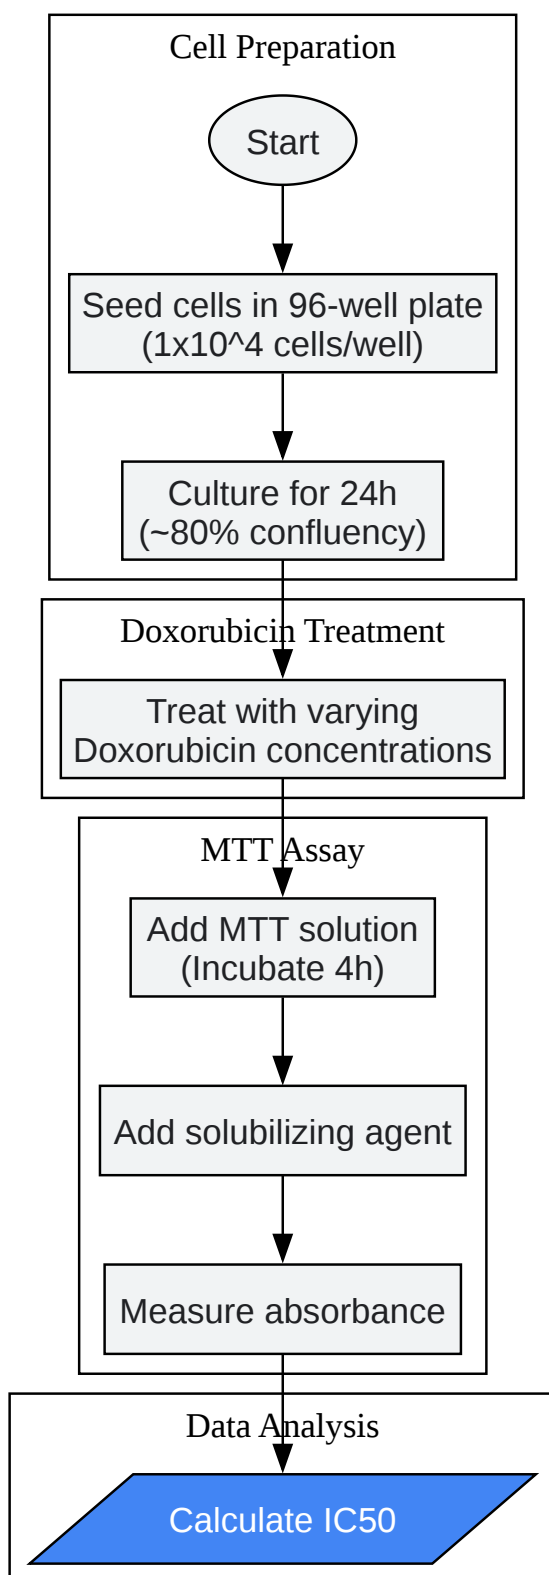 Cell Preparation
Start
Seed cells in 96-well plate
(1x10^4 cells/well)
Culture for 24h
(~80% confluency)
Doxorubicin Treatment
Treat with varying
Doxorubicin concentrations
MTT Assay
Add MTT solution
(Incubate 4h)
Add solubilizing agent
Measure absorbance
Data Analysis
Calculate IC50